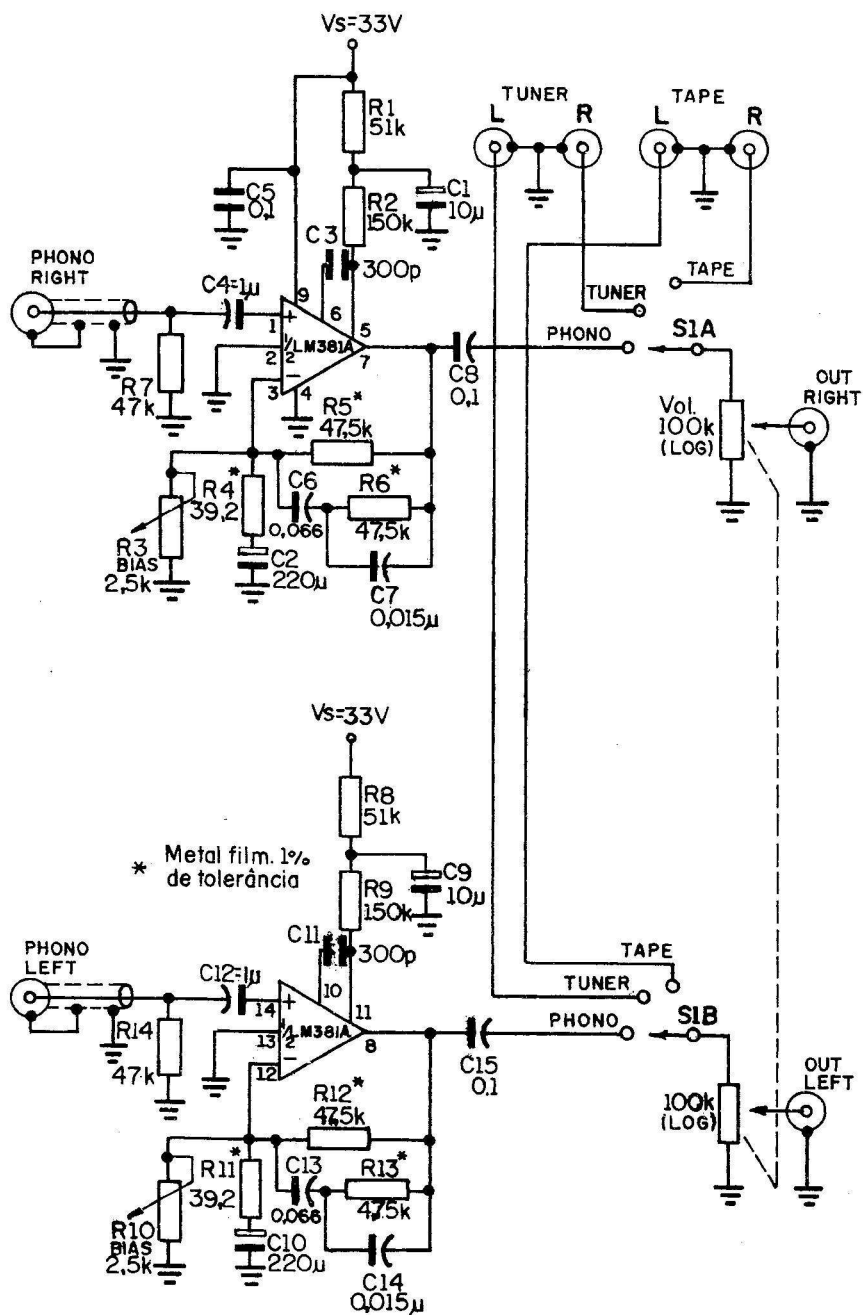 Vs=33V
R1
51k
TUNER
L
R
TAPE
L
R
C5
0,1
R2
150k
C1
10µ
C3
300p
PHONO
RIGHT
C4=1µ
TAPE
TUNER
PHONO
S1A
9
6
5
1
+
2
1/2 LM381A
7
3
-
4
C8
0,1
R7
47k
Vol.
100k
(LOG)
OUT
RIGHT
R5*
47,5k
R4*
39,2
C6
0,066
R6*
47,5k
R3
BIAS
2,5k
C2
220µ
C7
0,015µ
Vs=33V
R8
51k
* Metal film. 1%
de tolerância
C9
10µ
R9
150k
C11
300p
PHONO
LEFT
C12=1µ
TAPE
TUNER
PHONO
S1B
10
11
14
+
13
1/2 LM381A
8
12
-
R14
47k
C15
0.1
100k
(LOG)
OUT
LEFT
R12*
47,5k
R11*
39,2
C13
0,066
R13*
47,5k
R10
BIAS
2,5k
C10
220µ
C14
0,015µ